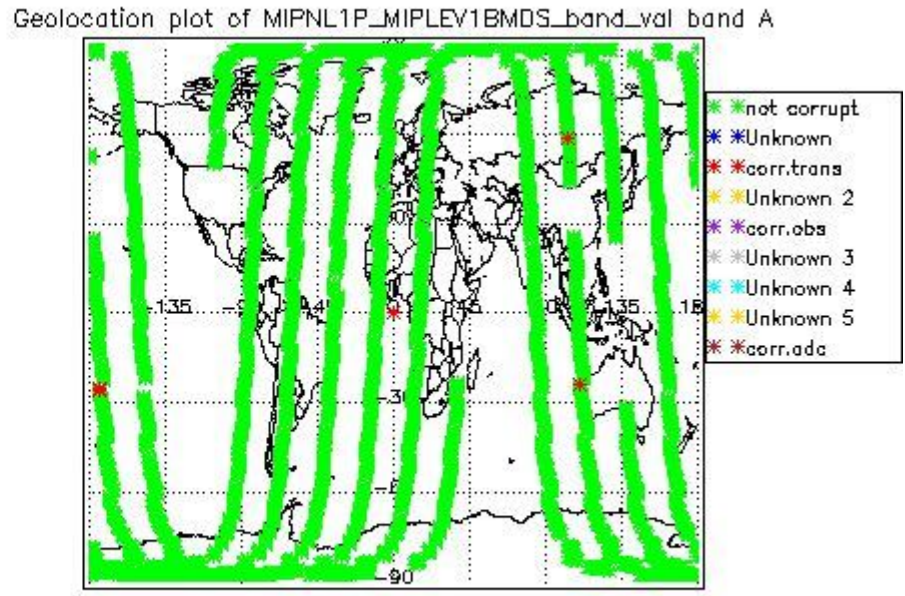 Geolocation plot of MIPNL1P_MIPLEV1BMDS_band_val band A
not corrupt
Unknown
corr.trans
Unknown 2
corr.obs
Unknown 3
Unknown 4
Unknown 5
corr.adc
-135
135
-90